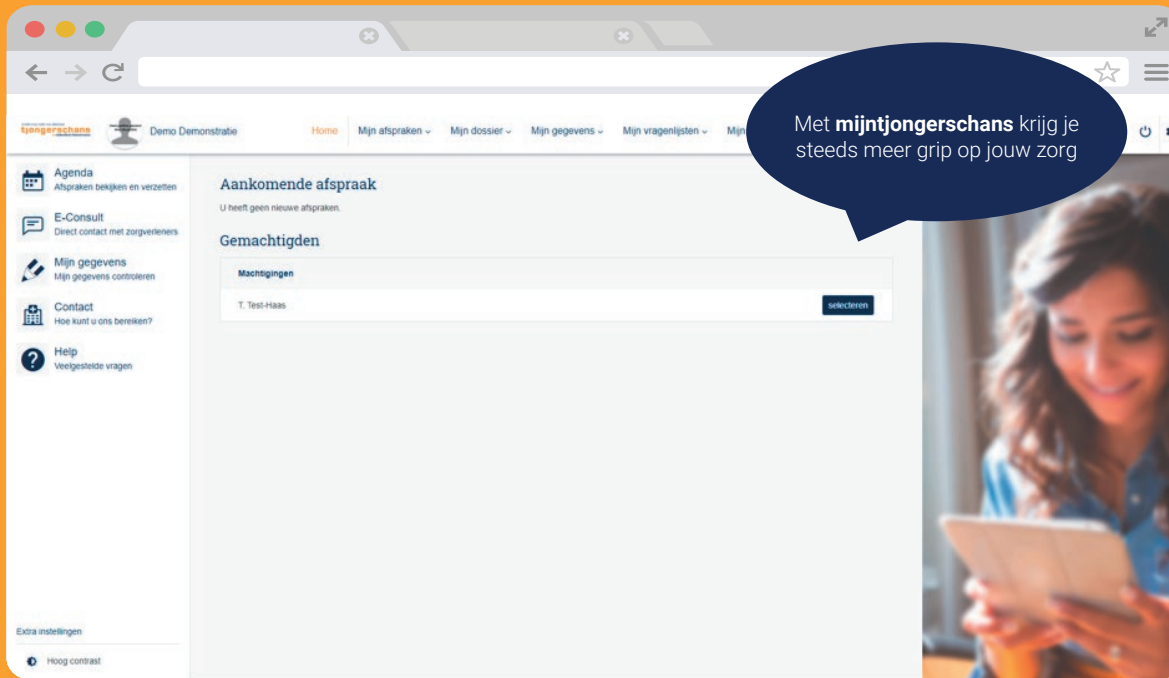 Met mijntjongerschans krijg je
steeds meer grip op jouw zorg
tjongerschans
Demo Demonstratie
Home
Mijn afspraken
Mijn dossier
Mijn gegevens
Mijn vragenlijsten
Agenda
Afspraken bekijken en verzetten
E-Consult
Direct contact met zorgverleners
Mijn gegevens
Mijn gegevens controleren
Contact
Hoe kunt u ons bereiken?
Help
Veelgestelde vragen
Extra instellingen
Hoog contrast
Aankomende afspraak
U heeft geen nieuwe afspraken.
Gemachtigden
Machtigingen
T. Test-Haas
selecteren